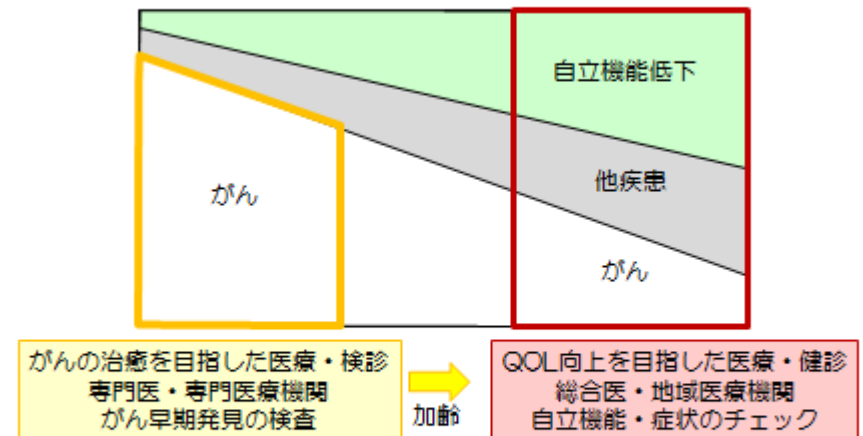 自立機能低下
他疾患
がん
がん
がんの治癒を目指した医療・検診
専門医・専門医療機関
がん早期発見の検査
加齢
QOL向上を目指した医療・健診
総合医・地域医療機関
自立機能・症状のチェック